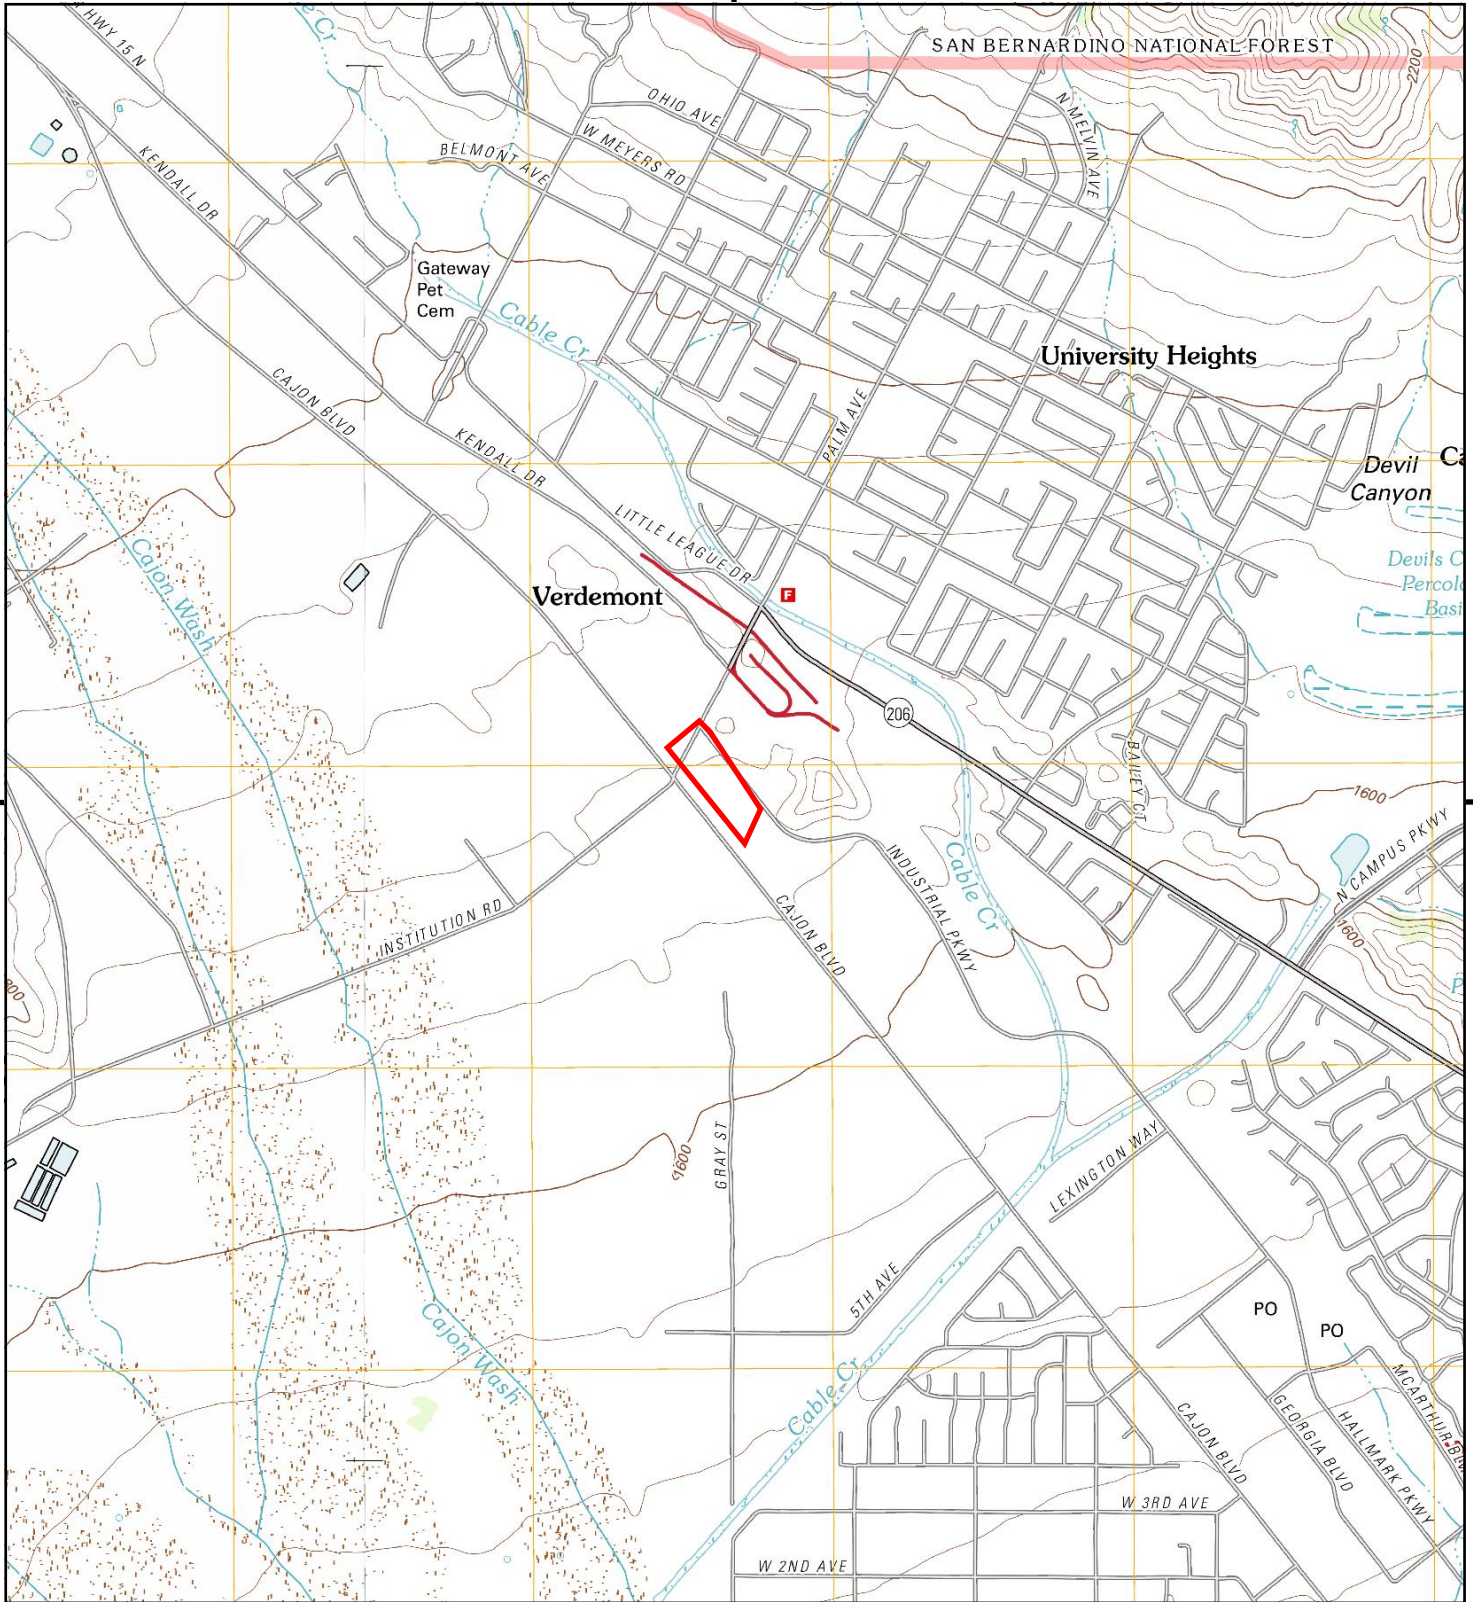 HWY 15 N
e Cr
SAN BERNARDINO NATIONAL FOREST
2200
OHIO AVE
N MELVIN AVE
W MEYERS RD
BELMONT AVE
KENDALL DR
Gateway
Pet
Cem
Cable Cr
University Heights
CAJON BLVD
PALM AVE
KENDALL DR
Devil
Canyon
Ca
LITTLE LEAGUE DR
Cajon Wash
Devils C
Percola
Basi
Verdemont
F
206
BAILEY CT
1600
N CAMPUS PKWY
INDUSTRIAL PKWY
Cable Cr
CAJON BLVD
INSTITUTION RD
1600
P
GRAY ST
1600
LEXINGTON WAY
5TH AVE
PO
PO
Cajon Wash
Cable Cr
MCARTHUR BLV
CAJON BLVD
GEORGIA BLVD
HALLMARK PKWY
W 3RD AVE
W 2ND AVE